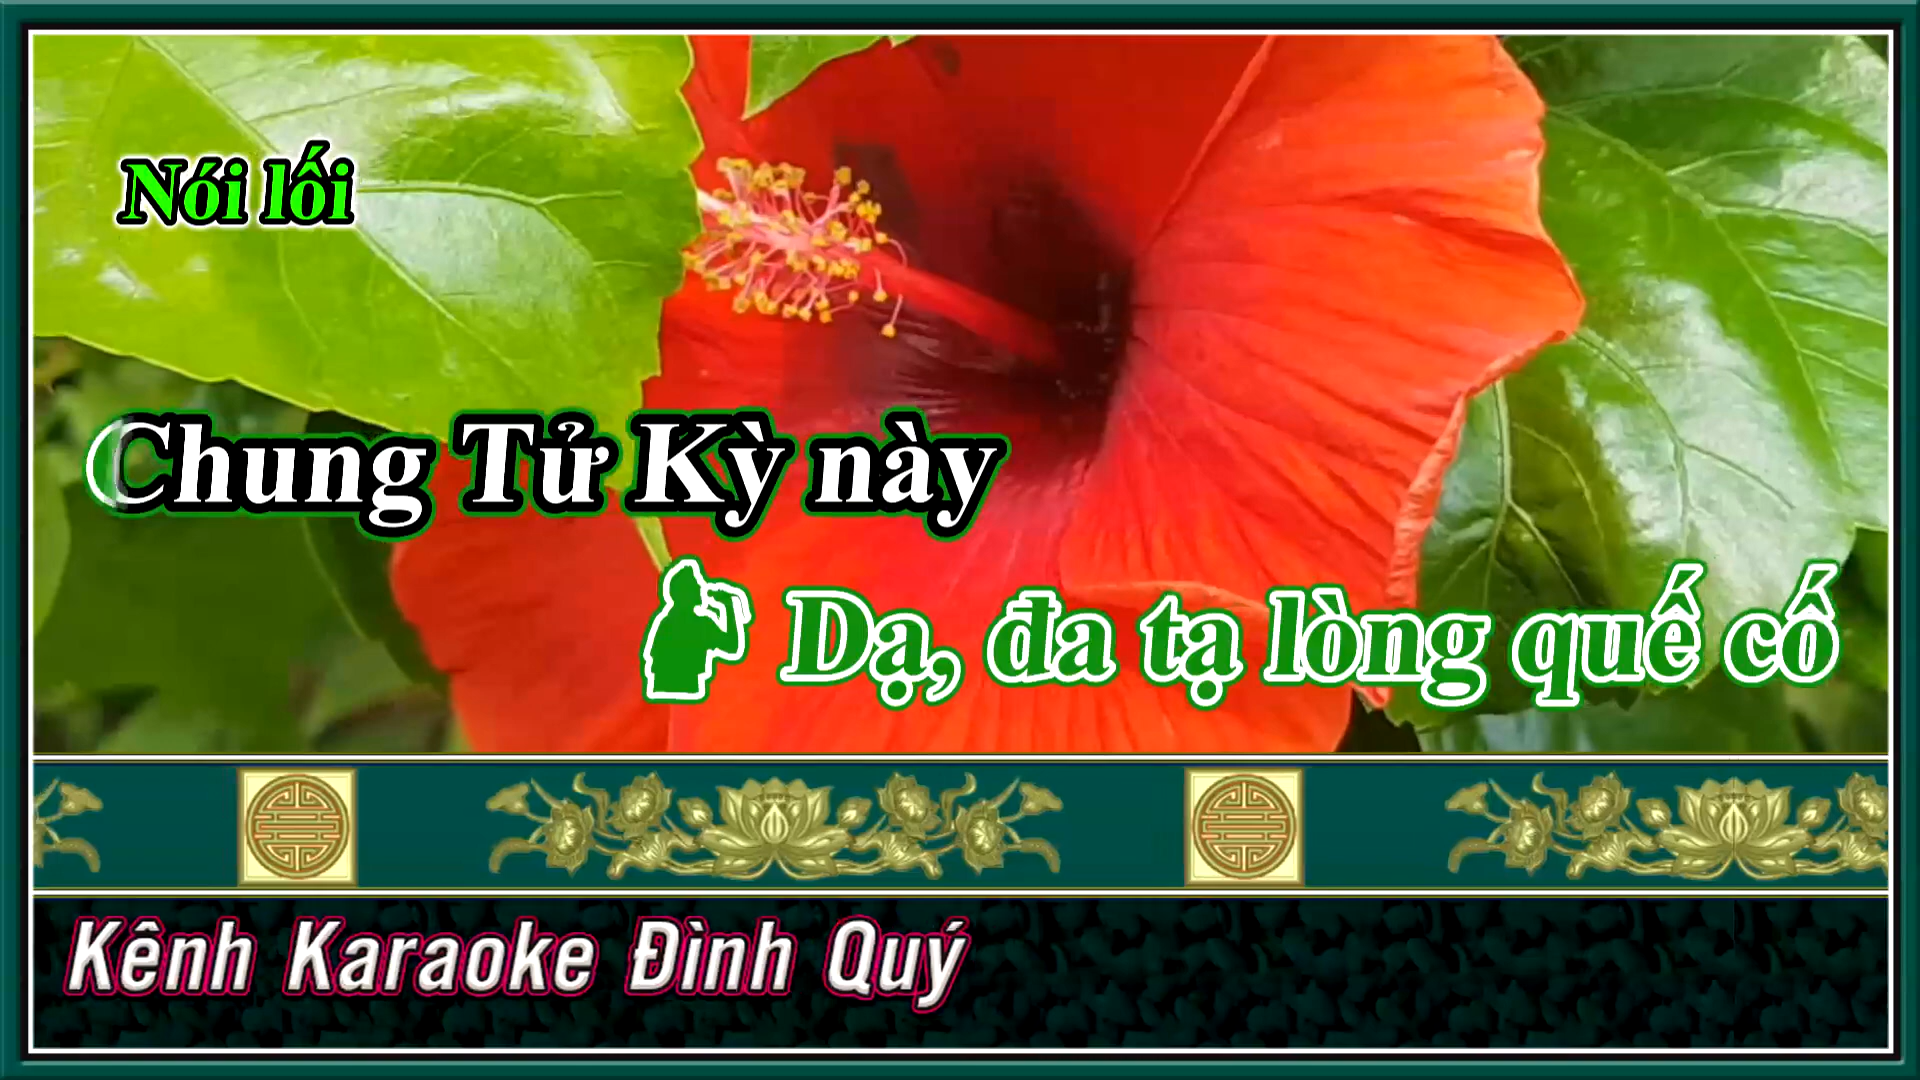 Nói lối
Chung Tử Kỳ này
Dạ, đa tạ lòng quế cố
Kênh Karaoke Đình Quý